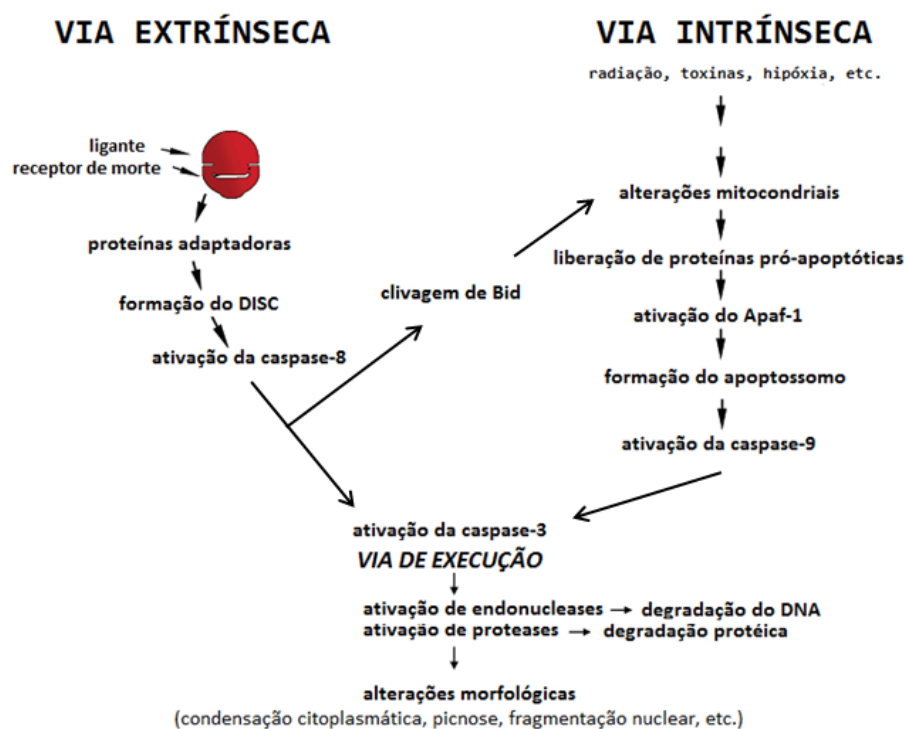 VIA EXTRÍNSECA
ligante
receptor de morte
proteínas adaptadoras
formação do DISC
ativação da caspase-8
clivagem de Bid
VIA INTRÍNSECA
radiação, toxinas, hipóxia, etc.
alterações mitocondriais
liberação de proteínas pró-apoptóticas
ativação do Apaf-1
formação do apoptossomo
ativação da caspase-9
ativação da caspase-3
VIA DE EXECUÇÃO
ativação de endonucleases → degradação do DNA
ativação de proteases → degradação protéica
alterações morfológicas
(condensação citoplasmática, picnose, fragmentação nuclear, etc.)